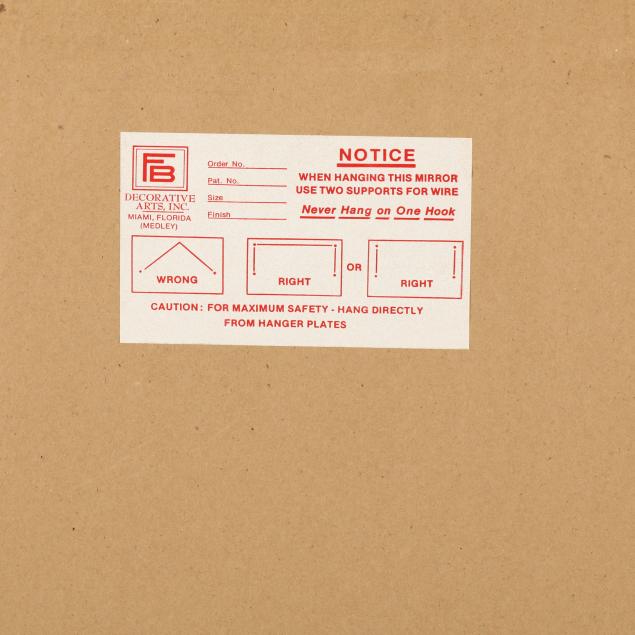 FB
DECORATIVE
ARTS, INC.
MIAMI, FLORIDA
(MEDLEY)
Order No.
Pat. No.
Size
Finish
NOTICE
WHEN HANGING THIS MIRROR
USE TWO SUPPORTS FOR WIRE
Never Hang on One Hook
WRONG
RIGHT
OR
RIGHT
CAUTION: FOR MAXIMUM SAFETY - HANG DIRECTLY
FROM HANGER PLATES